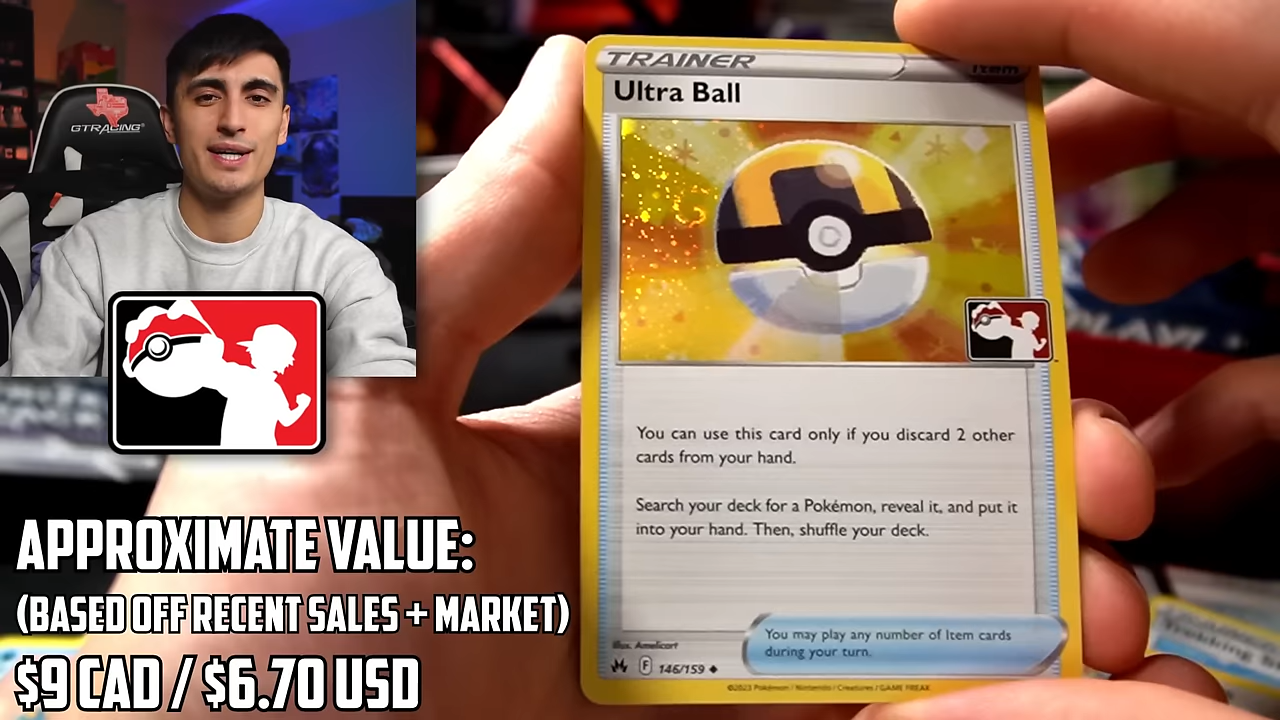 GTRACING
TRAINER
Item
Ultra Ball
You can use this card only if you discard 2 other
cards from your hand.
Search your deck for a Pokémon, reveal it, and put it
into your hand. Then, shuffle your deck.
You may play any number of Item cards
during your turn.
Illus. Amelicart
F
146/159
©2023 Pokémon / Nintendo / Creatures / GAME FREAK
PLAY!
Trekking
APPROXIMATE VALUE:
(BASED OFF RECENT SALES + MARKET)
$9 CAD / $6.70 USD